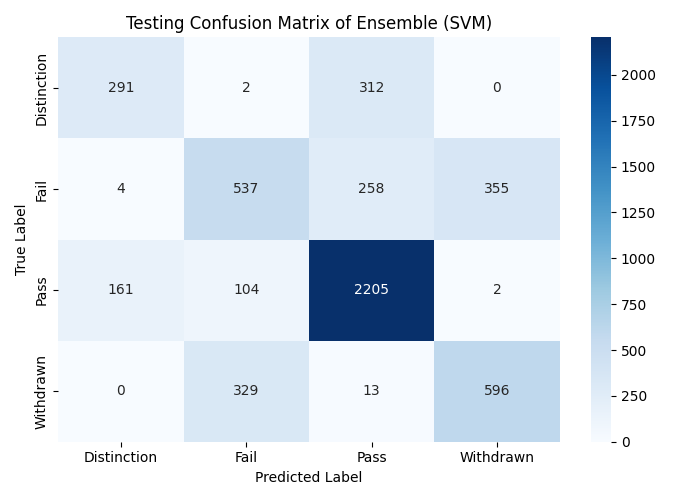 Testing Confusion Matrix of Ensemble (SVM)
True Label
Distinction
291 2 312 0
Fail
4 537 258 355
Pass
161 104 2205 2
Withdrawn
0 329 13 596
Distinction Fail Pass Withdrawn
Predicted Label
2000
1750
1500
1250
1000
750
500
250
0